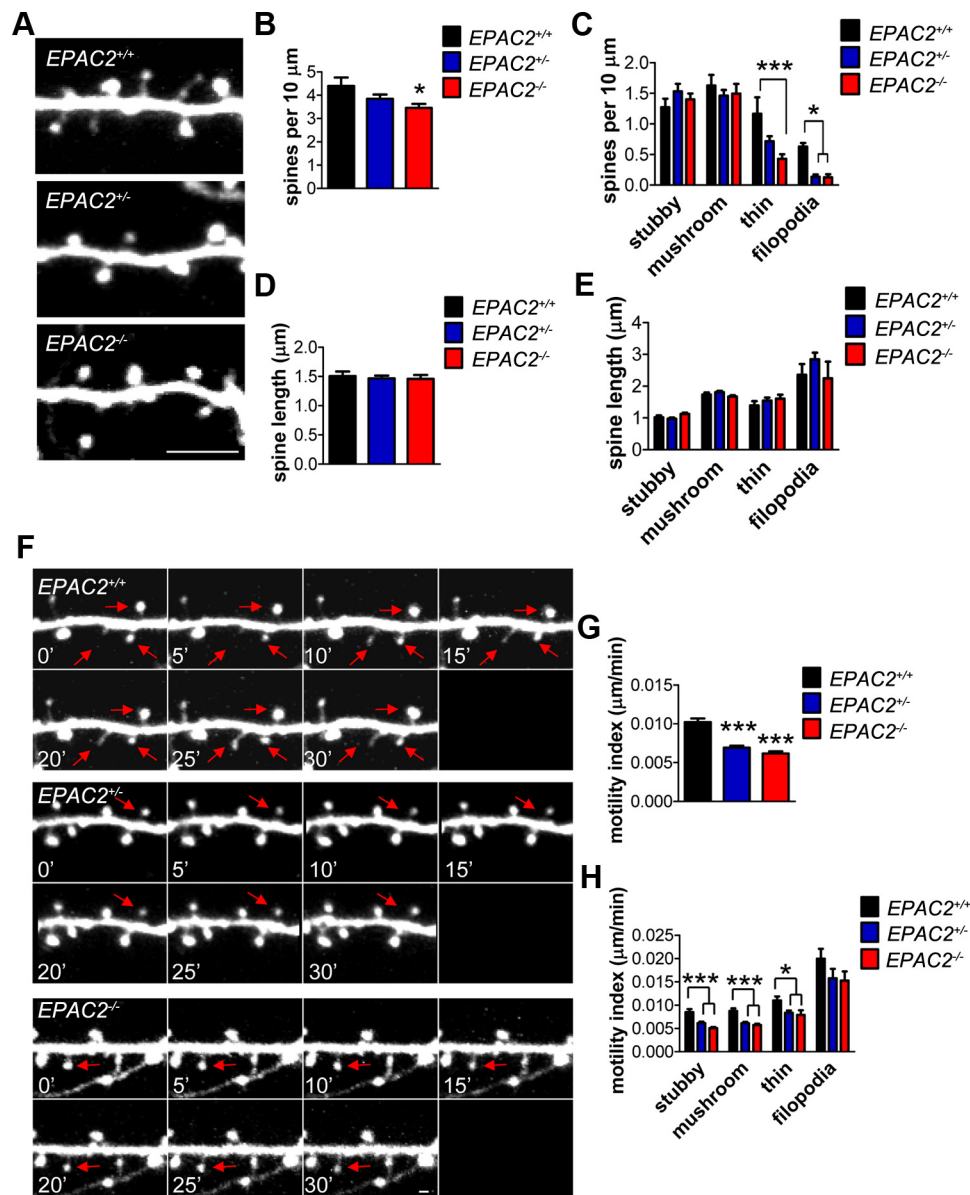 A
EPAC2+/+
EPAC2+/-
EPAC2-/-
B
spines per 10 μm
5
4
3
2
1
0
*
EPAC2+/+
EPAC2+/-
EPAC2-/-
C
spines per 10 μm
2.0
1.5
1.0
0.5
0.0
***
*
stubby
mushroom
thin
filopodia
EPAC2+/+
EPAC2+/-
EPAC2-/-
D
spine length (μm)
2.0
1.5
1.0
0.5
0.0
EPAC2+/+
EPAC2+/-
EPAC2-/-
E
spine length (μm)
4
3
2
1
0
stubby
mushroom
thin
filopodia
EPAC2+/+
EPAC2+/-
EPAC2-/-
F
EPAC2+/+
0’ 5’ 10’ 15’
20’ 25’ 30’
EPAC2+/-
0’ 5’ 10’ 15’
20’ 25’ 30’
EPAC2-/-
0’ 5’ 10’ 15’
20’ 25’ 30’
G
motility index (μm/min)
0.015
0.010
0.005
0.000
*** ***
EPAC2+/+
EPAC2+/-
EPAC2-/-
H
motility index (μm/min)
0.025
0.020
0.015
0.010
0.005
0.000
*** *** *
stubby
mushroom
thin
filopodia
EPAC2+/+
EPAC2+/-
EPAC2-/-